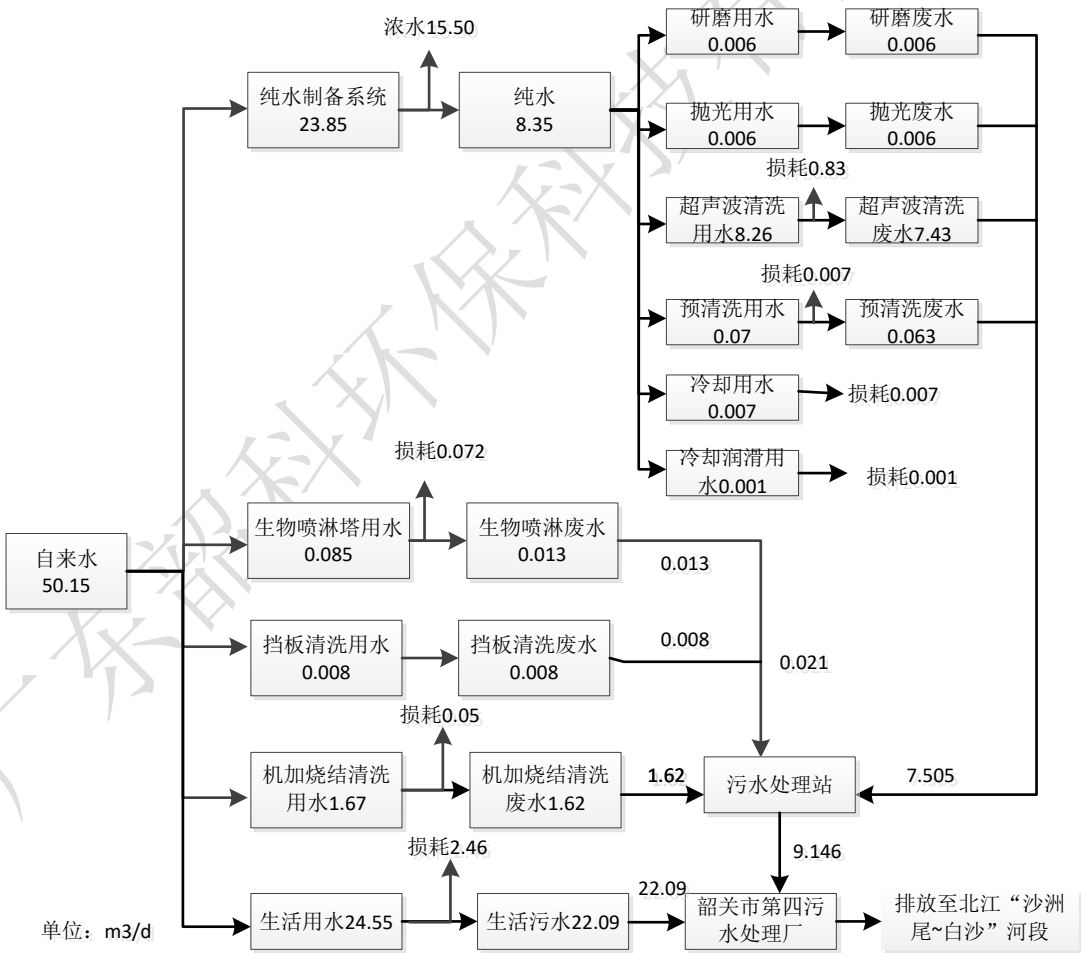 浓水15.50
纯水制备系统
23.85
纯水
8.35
研磨用水
0.006
研磨废水
0.006
抛光用水
0.006
抛光废水
0.006
损耗0.83
超声波清洗
用水8.26
超声波清洗
废水7.43
损耗0.007
预清洗用水
0.07
预清洗废水
0.063
冷却用水
0.007
损耗0.007
冷却润滑用
水0.001
损耗0.001
自来水
50.15
损耗0.072
生物喷淋塔用水
0.085
生物喷淋废水
0.013
0.013
挡板清洗用水
0.008
挡板清洗废水
0.008
0.008
0.021
损耗0.05
机加烧结清洗
用水1.67
机加烧结清洗
废水1.62
1.62
污水处理站
7.505
9.146
损耗2.46
生活用水24.55
生活污水22.09
22.09
韶关市第四污
水处理厂
排放至北江“沙洲
尾~白沙”河段
单位：m3/d
广东韶科环保科技有